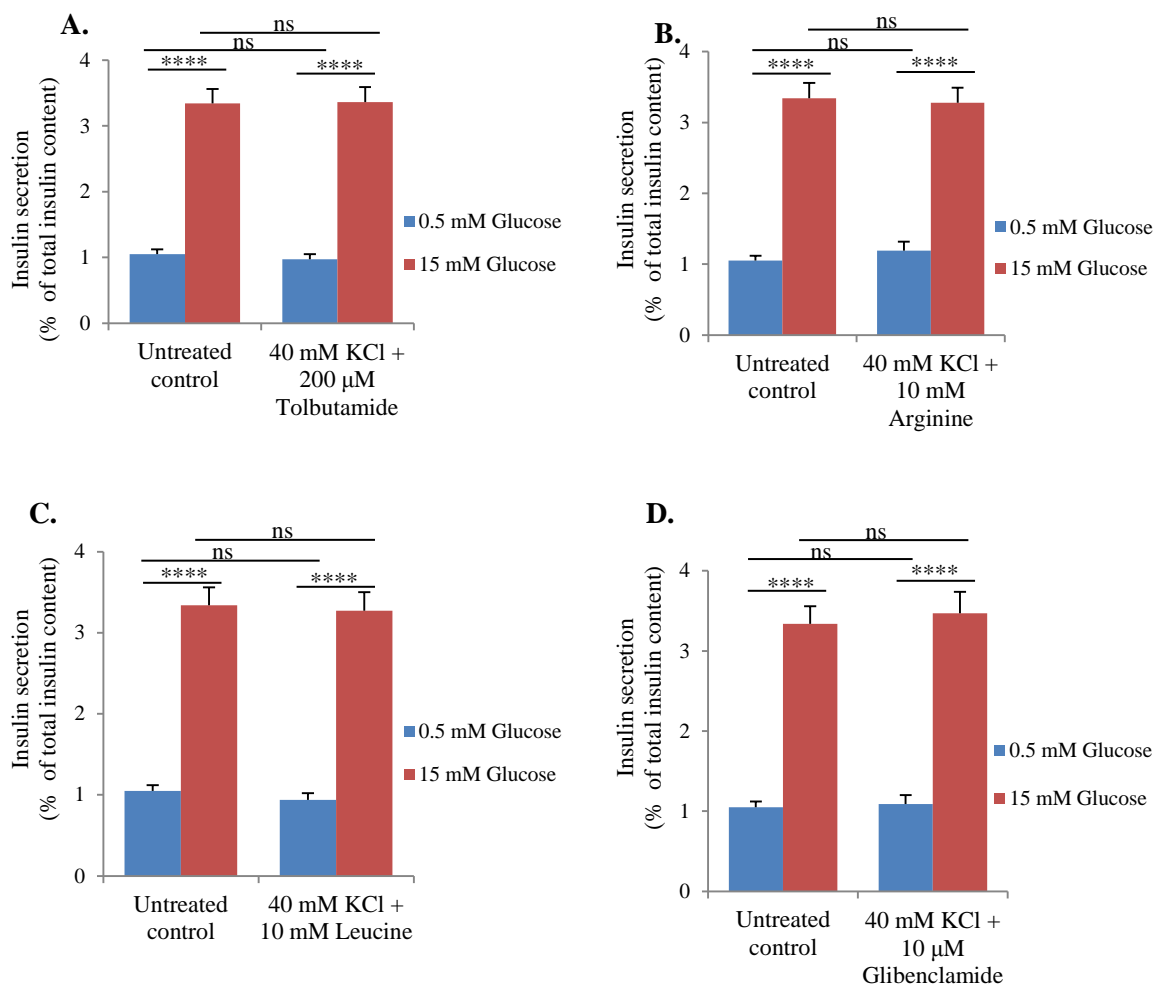 A.
ns
ns
****
****
4
3
2
1
0
Insulin secretion
(% of total insulin content)
0.5 mM Glucose
15 mM Glucose
Untreated
control
40 mM KCl +
200 µM
Tolbutamide
B.
ns
ns
****
****
4
3
2
1
0
Insulin secretion
(% of total insulin content)
0.5 mM Glucose
15 mM Glucose
Untreated
control
40 mM KCl +
10 mM
Arginine
C.
ns
ns
****
****
4
3
2
1
0
Insulin secretion
(% of total insulin content)
0.5 mM Glucose
15 mM Glucose
Untreated
control
40 mM KCl +
10 mM Leucine
D.
ns
ns
****
****
4
3
2
1
0
Insulin secretion
(% of total insulin content)
0.5 mM Glucose
15 mM Glucose
Untreated
control
40 mM KCl +
10 µM
Glibenclamide